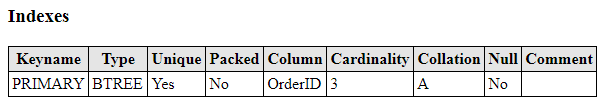 Indexes
Keyname Type Unique Packed Column Cardinality Collation Null Comment
PRIMARY BTREE Yes No OrderID 3 A No